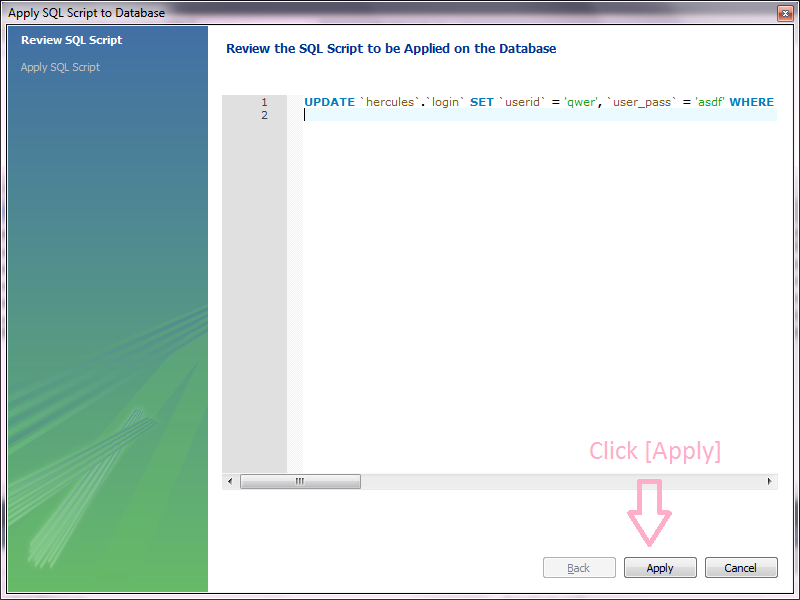 Apply SQL Script to Database
Review SQL Script
Apply SQL Script
Review the SQL Script to be Applied on the Database
1 UPDATE `hercules`.`login` SET `userid` = 'qwer', `user_pass` = 'asdf' WHERE
2
Click [Apply]
Back Apply Cancel